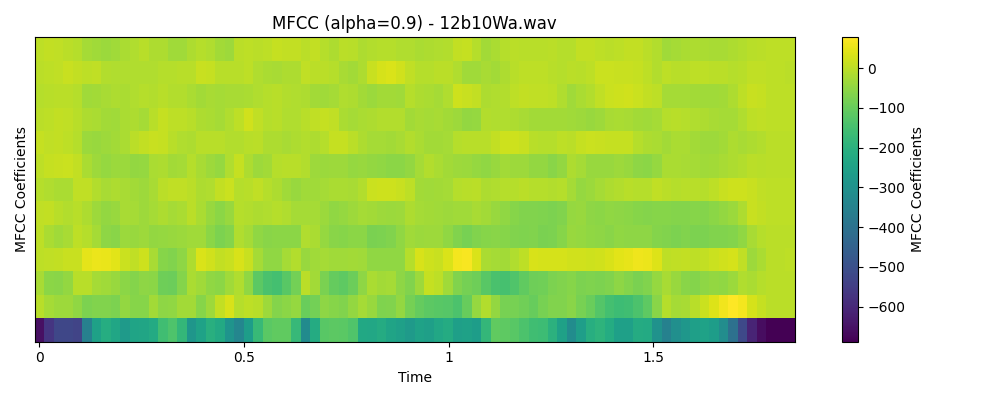 MFCC (alpha=0.9) - 12b10Wa.wav
MFCC Coefficients
0
0.5
1
1.5
Time
0
−100
−200
−300
−400
−500
−600
MFCC Coefficients